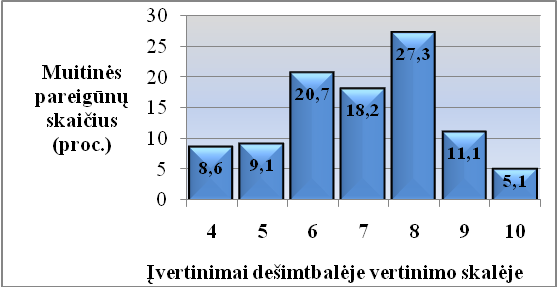 30
25
20
15
10
5
0
Muitinės
pareigūnų
skaičius
(proc.)
8,6
9,1
20,7
18,2
27,3
11,1
5,1
4 5 6 7 8 9 10
Įvertinimai dešimtbalėje vertinimo skalėje